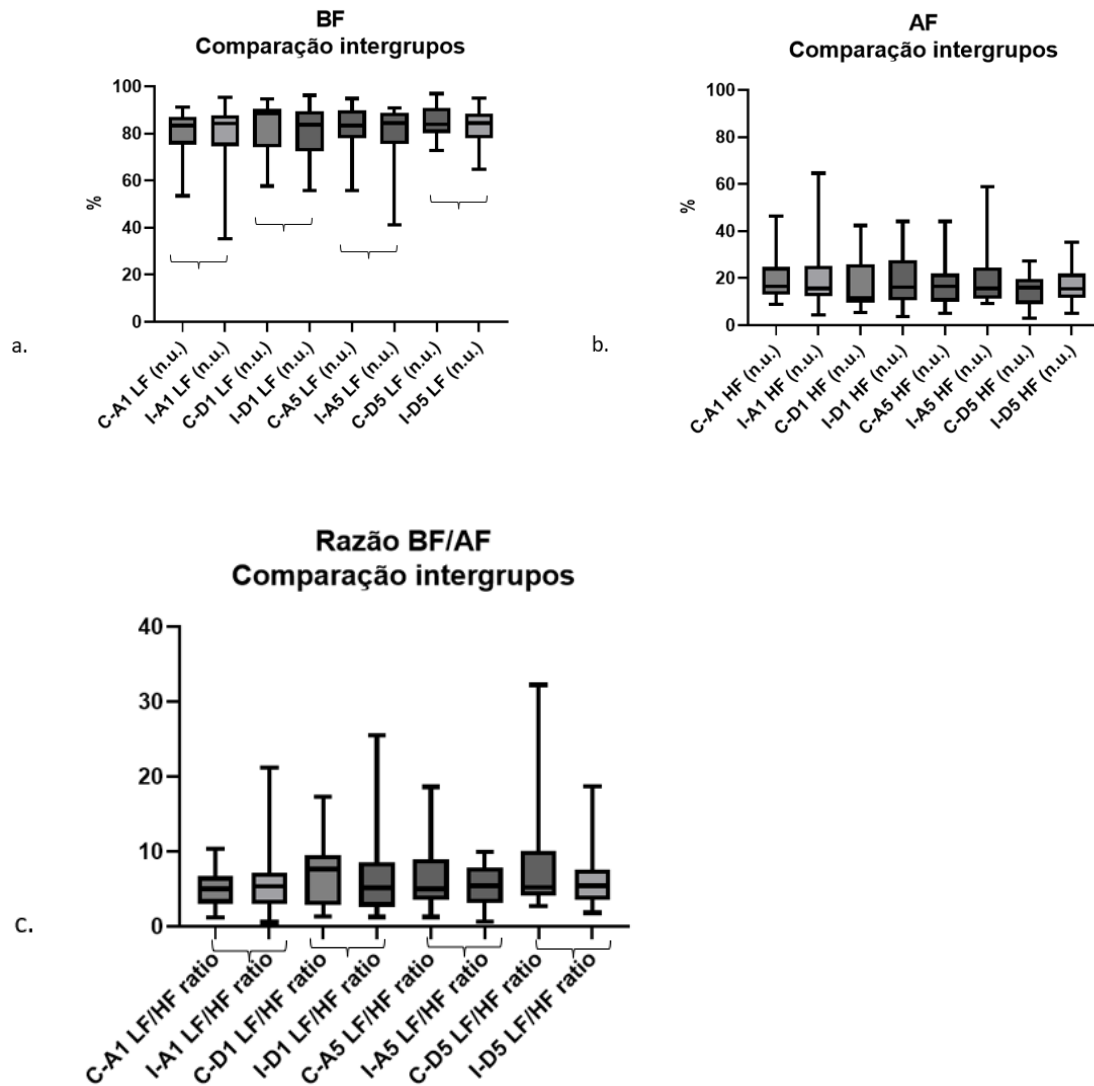 BF
Comparação intergrupos
100
80
60
40
20
0
%
C-A1 LF (n.u.)
I-A1 LF (n.u.)
C-D1 LF (n.u.)
I-D1 LF (n.u.)
C-A5 LF (n.u.)
I-A5 LF (n.u.)
C-D5 LF (n.u.)
I-D5 LF (n.u.)
a.
AF
Comparação intergrupos
100
80
60
40
20
0
%
C-A1 HF (n.u.)
I-A1 HF (n.u.)
C-D1 HF (n.u.)
I-D1 HF (n.u.)
C-A5 HF (n.u.)
I-A5 HF (n.u.)
C-D5 HF (n.u.)
I-D5 HF (n.u.)
b.
Razão BF/AF
Comparação intergrupos
40
30
20
10
0
C-A1 LF/HF ratio
I-A1 LF/HF ratio
C-D1 LF/HF ratio
I-D1 LF/HF ratio
C-A5 LF/HF ratio
I-A5 LF/HF ratio
C-D5 LF/HF ratio
I-D5 LF/HF ratio
c.